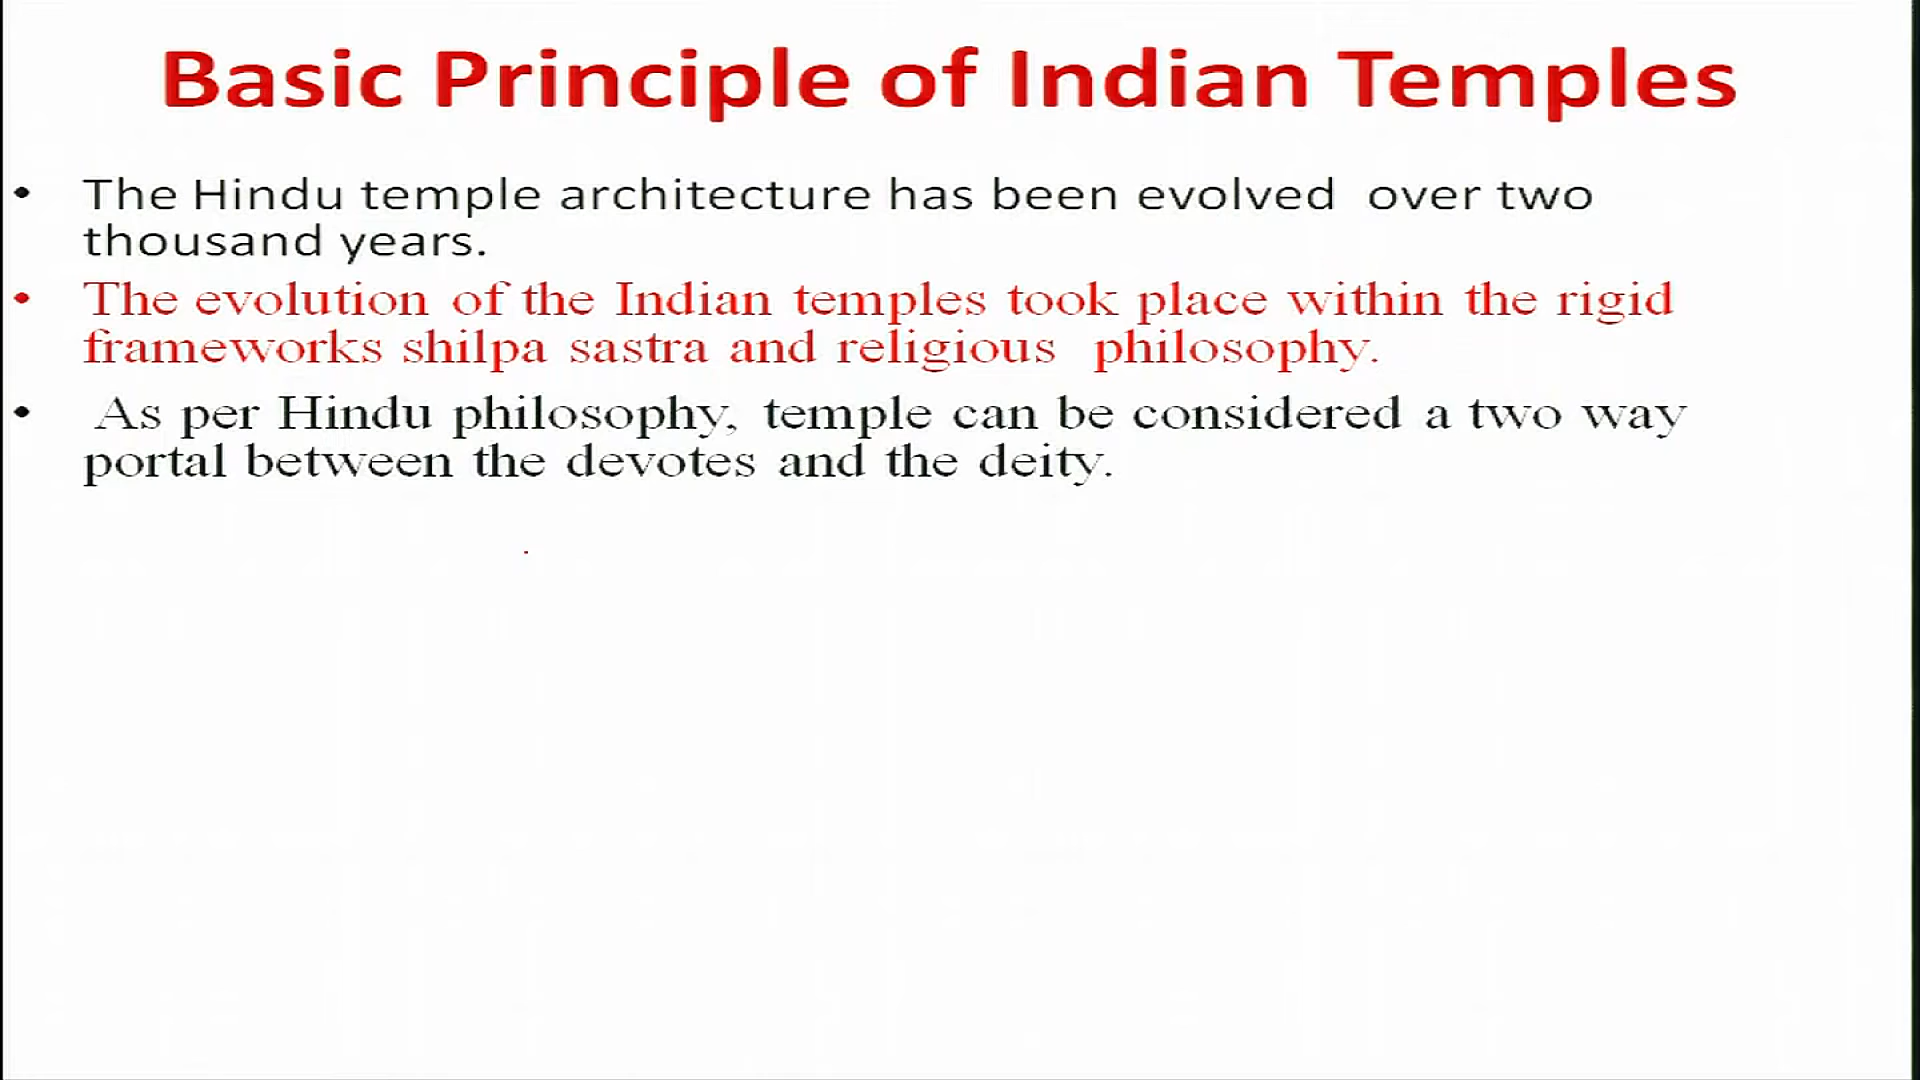 Basic Principle of Indian Temples
• The Hindu temple architecture has been evolved over two
thousand years.
• The evolution of the Indian temples took place within the rigid
frameworks shilpa sastra and religious philosophy.
• As per Hindu philosophy, temple can be considered a two way
portal between the devotes and the deity.